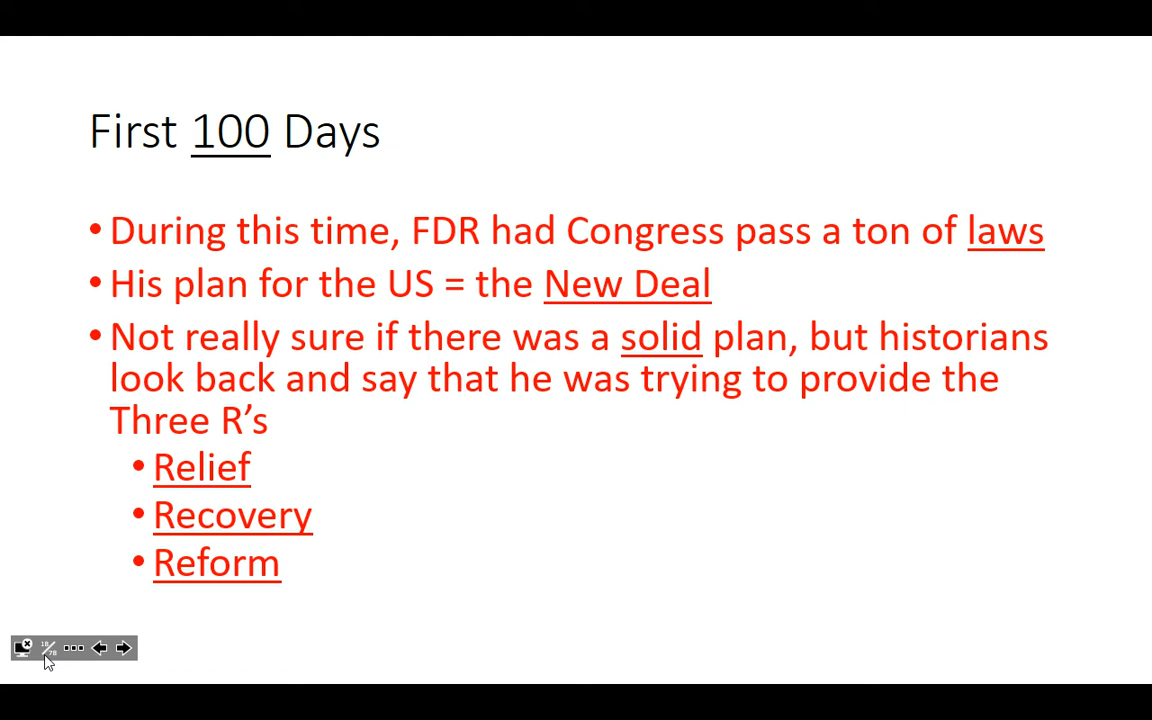 First 100 Days
•During this time, FDR had Congress pass a ton of laws
•His plan for the US = the New Deal
•Not really sure if there was a solid plan, but historians
look back and say that he was trying to provide the
Three R’s
•Relief
•Recovery
•Reform
18/78